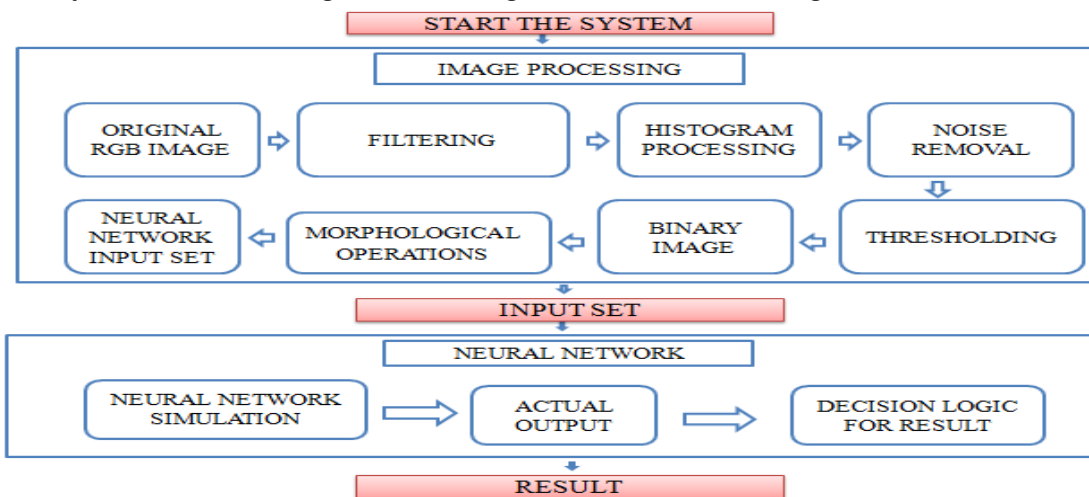 START THE SYSTEM
IMAGE PROCESSING
ORIGINAL
RGB IMAGE
FILTERING
HISTOGRAM
PROCESSING
NOISE
REMOVAL
NEURAL
NETWORK
INPUT SET
MORPHOLOGICAL
OPERATIONS
BINARY
IMAGE
THRESHOLDING
INPUT SET
NEURAL NETWORK
NEURAL NETWORK
SIMULATION
ACTUAL
OUTPUT
DECISION LOGIC
FOR RESULT
RESULT